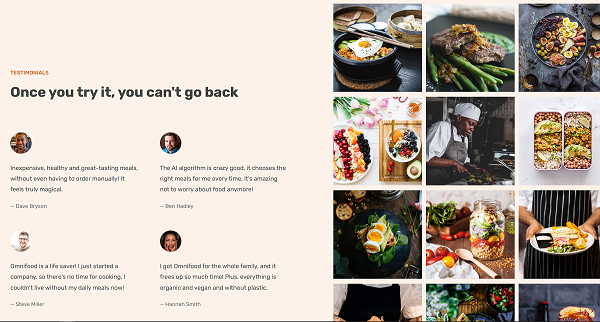 TESTIMONIALS
Once you try it, you can't go back
Inexpensive, healthy and great-tasting meals,
without even having to order manually! It
feels truly magical.
— Dave Bryson
The AI algorithm is crazy good, it chooses the
right meals for me every time. It's amazing
not to worry about food anymore!
— Ben Hadley
Omnifood is a life saver! I just started a
company, so there's no time for cooking. I
couldn't live without my daily meals now!
— Steve Miller
I got Omnifood for the whole family, and it
frees up so much time! Plus, everything is
organic and vegan and without plastic.
— Hannah Smith